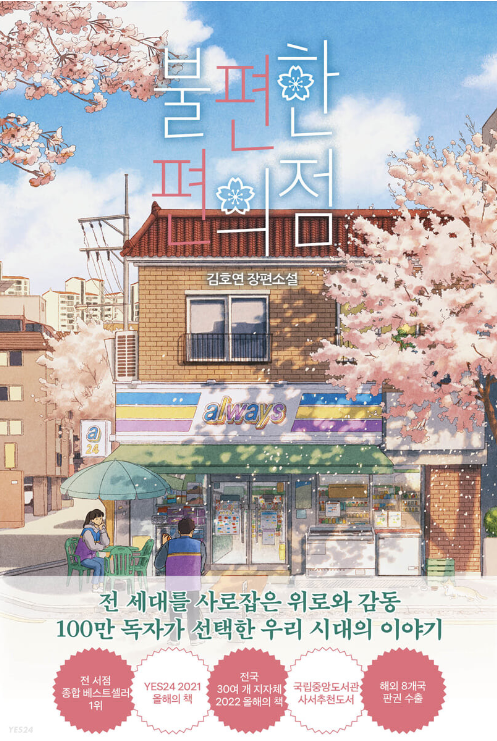 불편한
편의점
김호연 장편소설
always
a
24
전 세대를 사로잡은 위로와 감동
100만 독자가 선택한 우리 시대의 이야기
전 서점
종합 베스트셀러
1위
YES24 2021
올해의 책
전국
30여 개 지자체
2022 올해의 책
국립중앙도서관
사서추천도서
해외 8개국
판권 수출
YES24